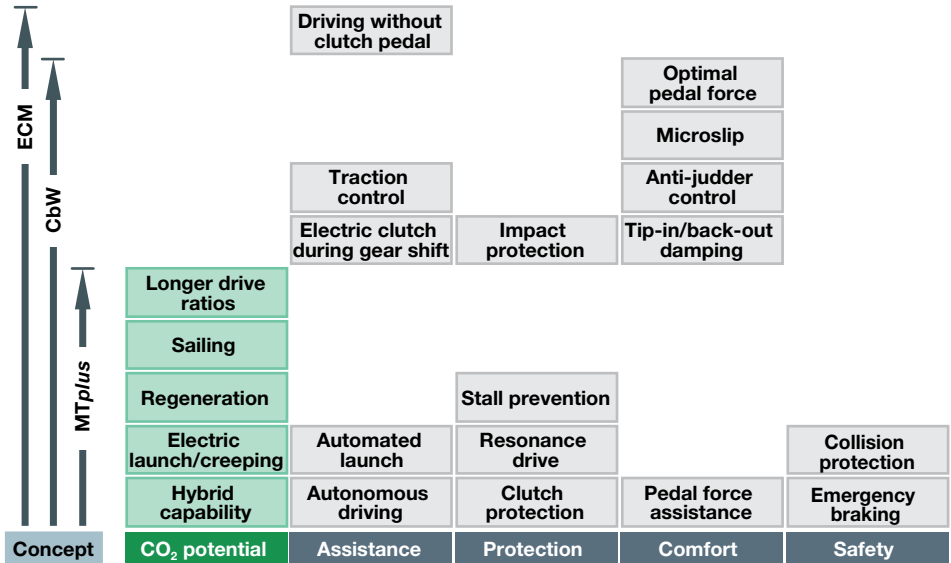 Driving without
clutch pedal
Optimal
pedal force
ECM
Microslip
CbW
Traction
control
Anti-judder
control
Electric clutch
during gear shift
Impact
protection
Tip-in/back-out
damping
Longer drive
ratios
Sailing
MTplus
Regeneration
Stall prevention
Electric
launch/creeping
Automated
launch
Resonance
drive
Collision
protection
Hybrid
capability
Autonomous
driving
Clutch
protection
Pedal force
assistance
Emergency
braking
Concept
CO₂ potential
Assistance
Protection
Comfort
Safety